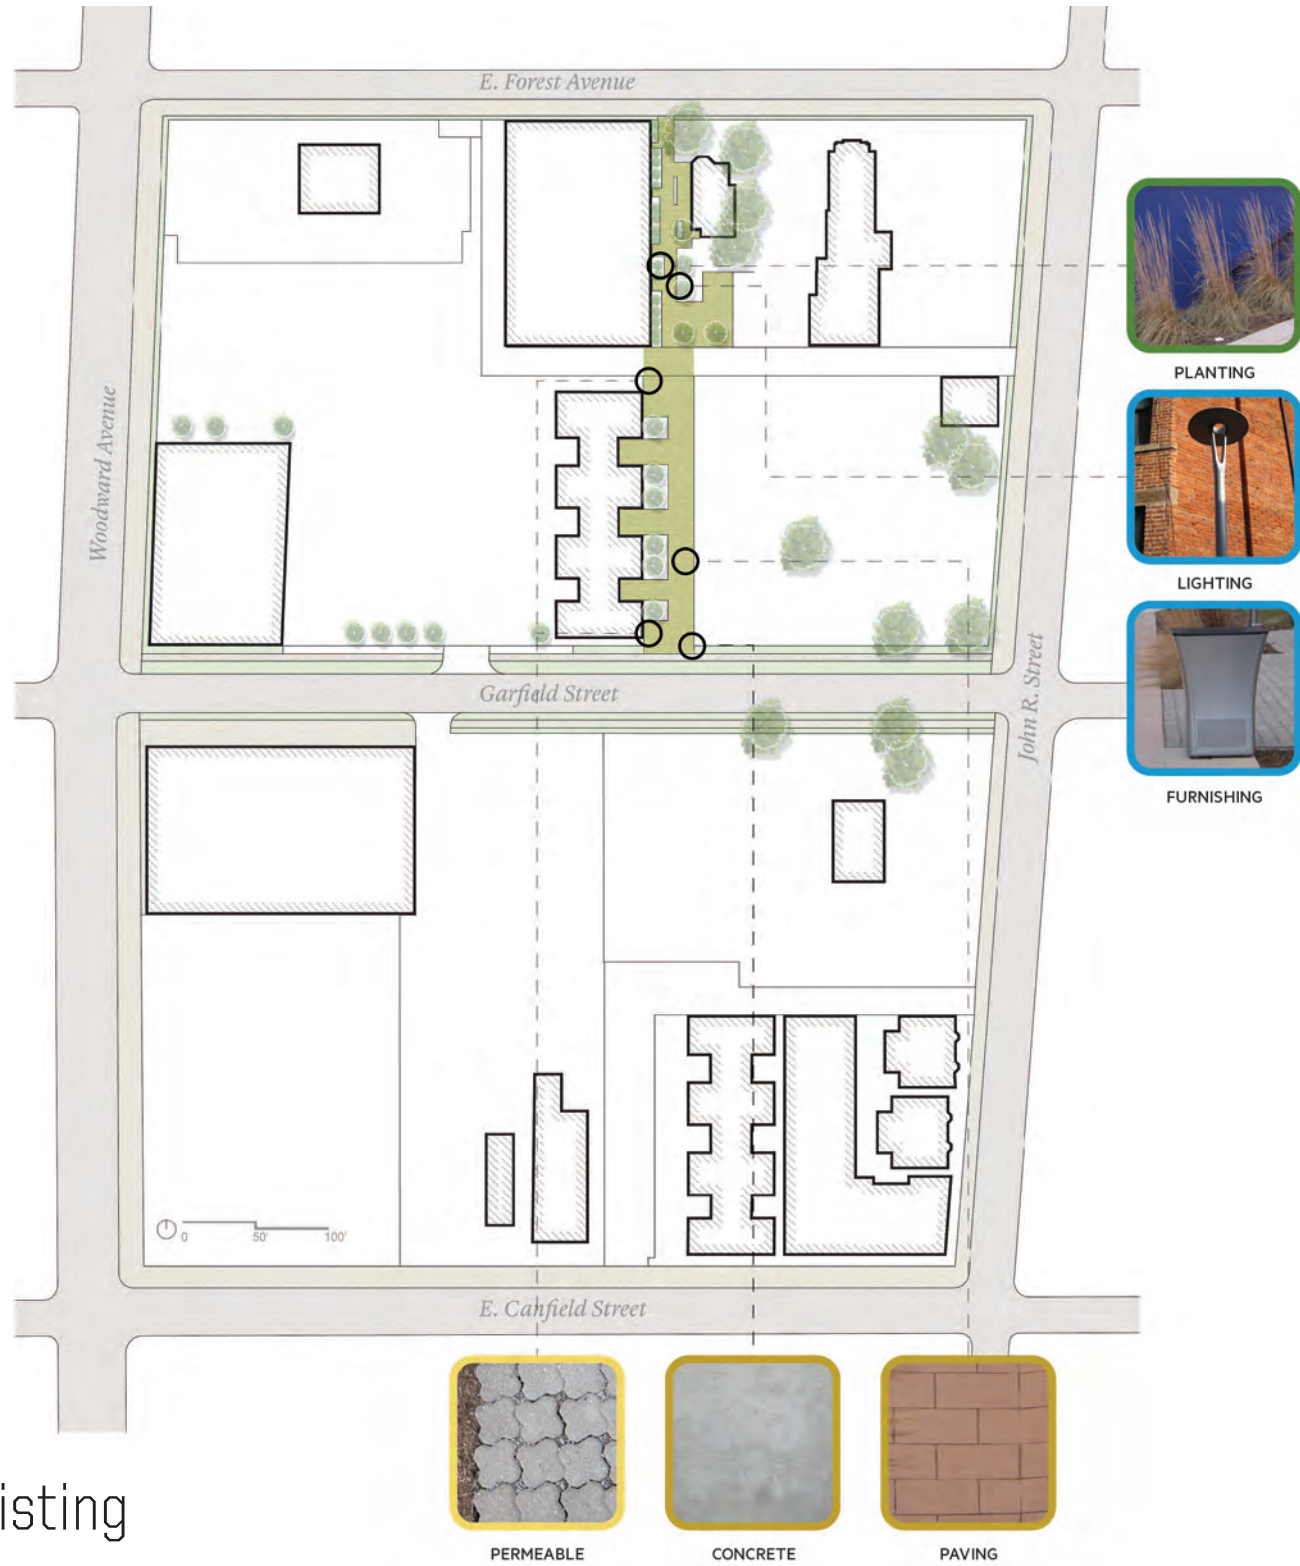 E. Forest Avenue
Woodward Avenue
PLANTING
LIGHTING
Garfield Street
John R. Street
FURNISHING
0 50' 100'
E. Canfield Street
isting
PERMEABLE
CONCRETE
PAVING